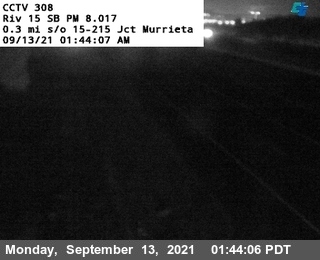 CCTV 308
Riv 15 SB PM 8.017
0.3 mi s/o 15-215 Jct Murrieta
09/13/21 01:44:07 AM
Monday, September 13, 2021 01:44:06 PDT